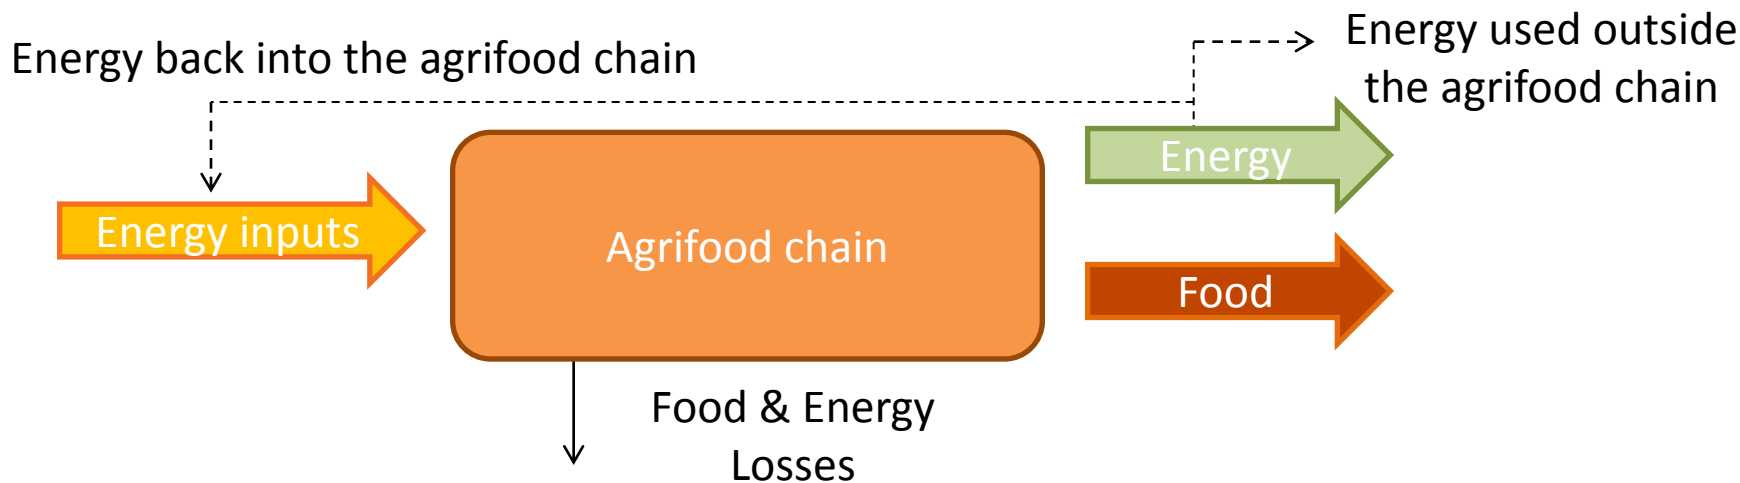 Energy back into the agrifood chain
Energy used outside
the agrifood chain
Energy
Energy inputs
Agrifood chain
Food
Food & Energy
Losses